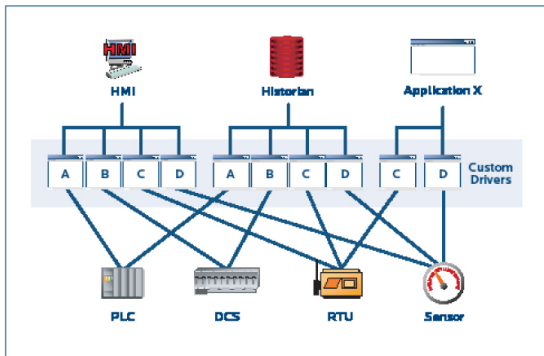 HMI
HMI Historian Application X
A B C D A B C D C D
Custom
Drivers
PLC DCS RTU Sensor